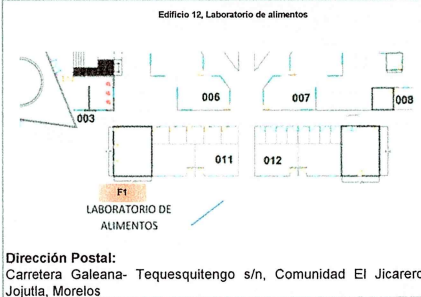 Edificio 12, Laboratorio de alimentos
006
007
008
003
011
012
F1
LABORATORIO DE
ALIMENTOS
Dirección Postal:
Carretera Galeana- Tequesquitengo s/n, Comunidad El Jicarero
Jojutla, Morelos